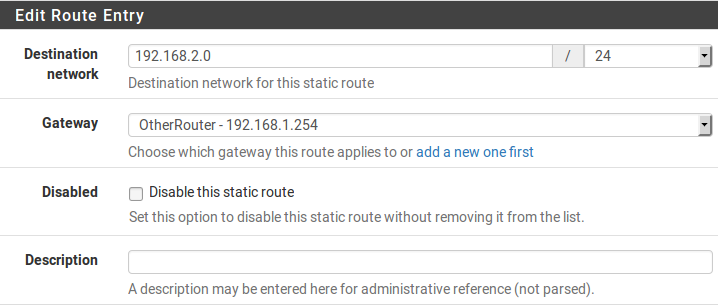 Edit Route Entry
Destination network
192.168.2.0 / 24
Destination network for this static route
Gateway
OtherRouter - 192.168.1.254
Choose which gateway this route applies to or add a new one first
Disabled
Disable this static route
Set this option to disable this static route without removing it from the list.
Description
A description may be entered here for administrative reference (not parsed).